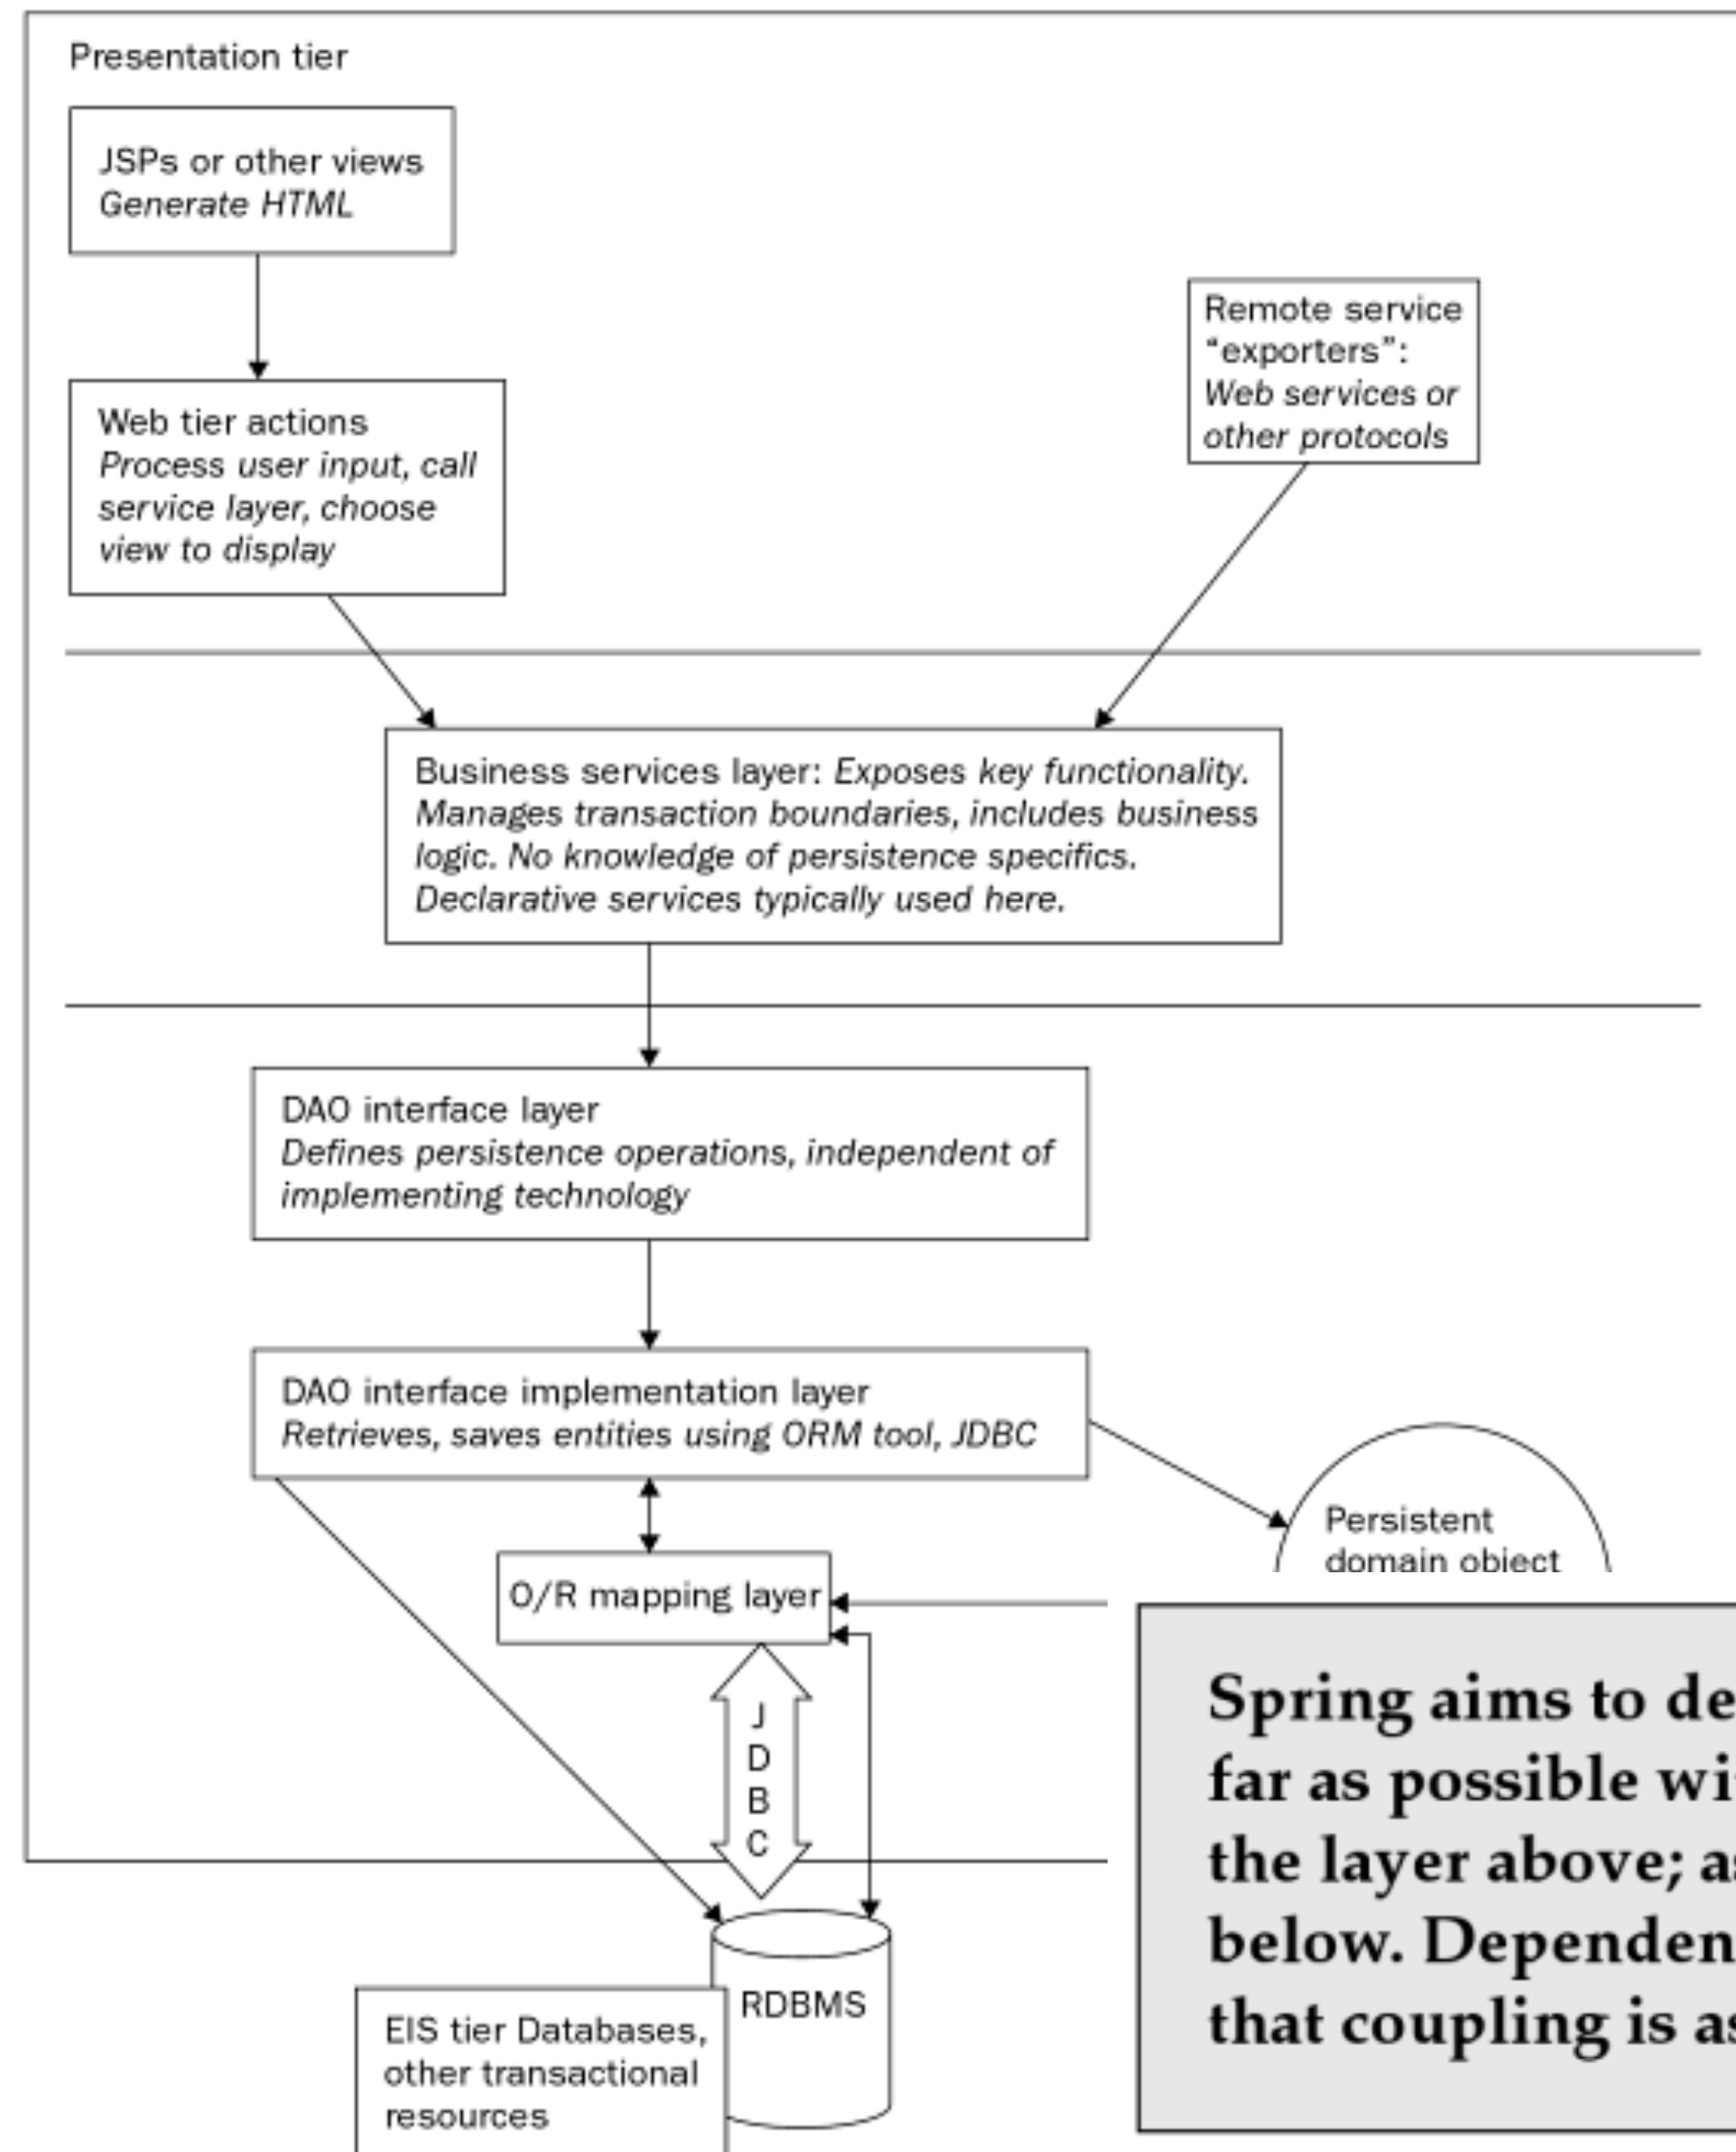 Presentation tier
JSPs or other views
Generate HTML
Remote service
“exporters”:
Web services or
other protocols
Web tier actions
Process user input, call
service layer, choose
view to display
Business services layer: Exposes key functionality.
Manages transaction boundaries, includes business
logic. No knowledge of persistence specifics.
Declarative services typically used here.
DAO interface layer
Defines persistence operations, independent of
implementing technology
DAO interface implementation layer
Retrieves, saves entities using ORM tool, JDBC
Persistent
domain object
O/R mapping layer
J
D
B
C
Spring aims to
far as possible
the layer above;
below.
that coupling is
RDBMS
EIS tier Databases,
other transactional
resources